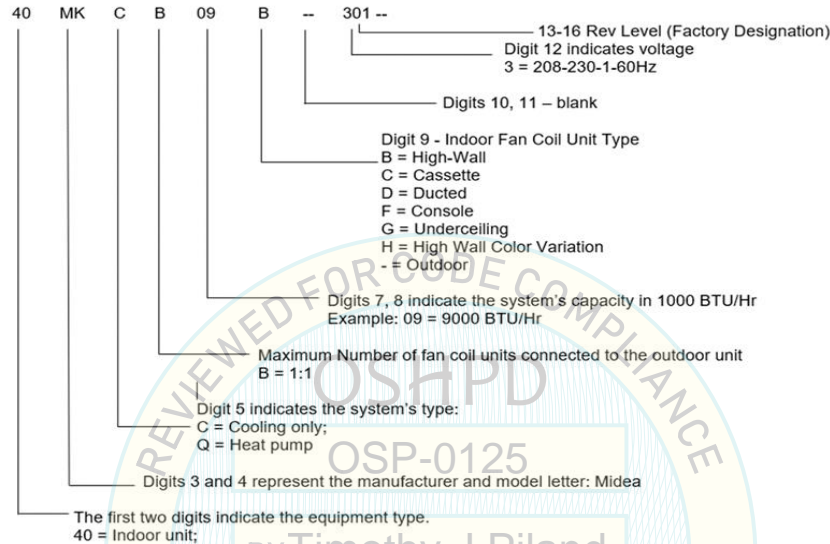 40 MK C B 09 B -- 301 --
13-16 Rev Level (Factory Designation)
Digit 12 indicates voltage
3 = 208-230-1-60Hz
Digits 10, 11 – blank
Digit 9 - Indoor Fan Coil Unit Type
B = High-Wall
C = Cassette
D = Ducted
F = Console
G = Underceiling
H = High Wall Color Variation
- = Outdoor
Digits 7, 8 indicate the system's capacity in 1000 BTU/Hr
Example: 09 = 9000 BTU/Hr
Maximum Number of fan coil units connected to the outdoor unit
B = 1:1
Digit 5 indicates the system's type:
C = Cooling only;
Q = Heat pump
Digits 3 and 4 represent the manufacturer and model letter: Midea
The first two digits indicate the equipment type.
40 = Indoor unit;
REVIEWED FOR CODE COMPLIANCE
OSHPD
OSP-0125
BY: Timothy J Piland